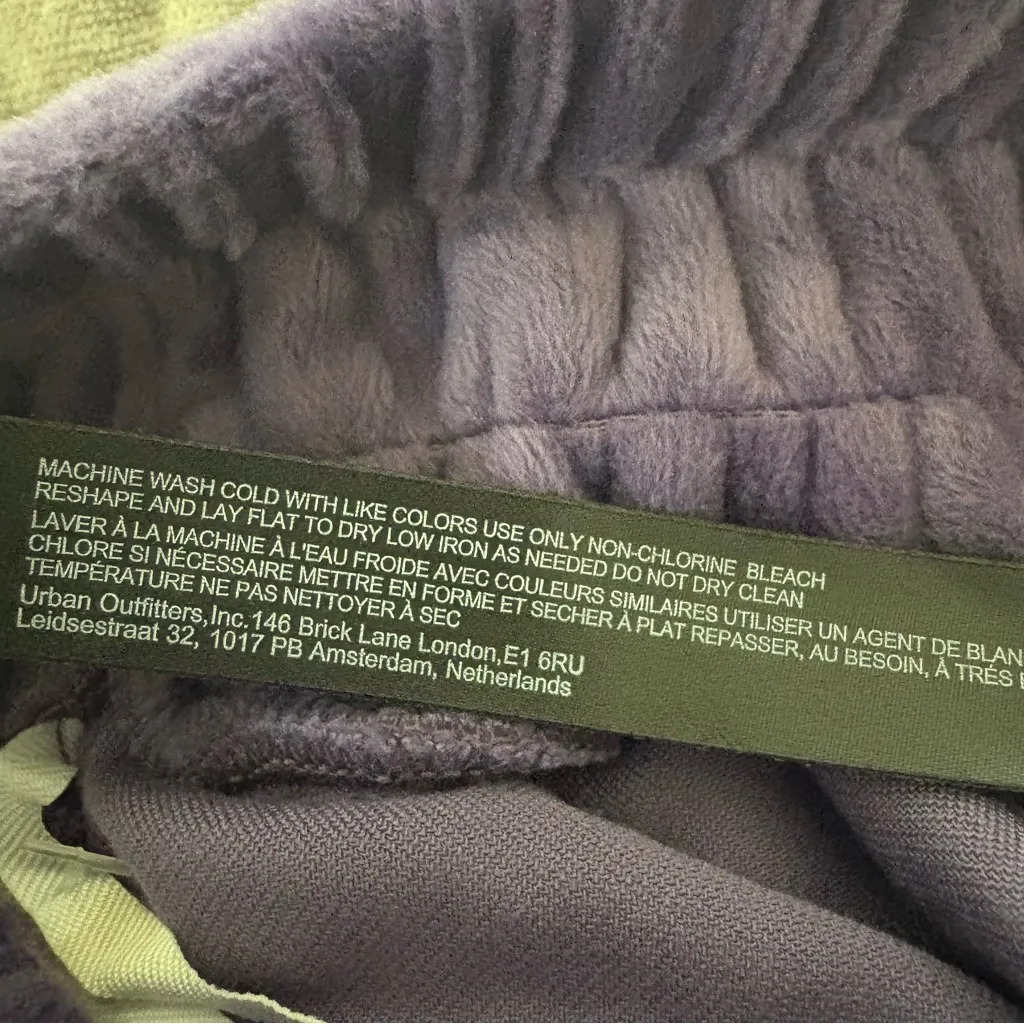 MACHINE WASH COLD WITH LIKE COLORS USE ONLY NON-CHLORINE BLEACH
RESHAPE AND LAY FLAT TO DRY LOW IRON AS NEEDED DO NOT DRY CLEAN
LAVER À LA MACHINE À L'EAU FROIDE AVEC COULEURS SIMILAIRES UTILISER UN AGENT DE BLAN
CHLORE SI NÉCESSAIRE METTRE EN FORME ET SECHER À PLAT REPASSER, AU BESOIN, À TRÉS
TEMPÉRATURE NE PAS NETTOYER À SEC
Urban Outfitters,Inc.146 Brick Lane London,E1 6RU
Leidsestraat 32, 1017 PB Amsterdam, Netherlands